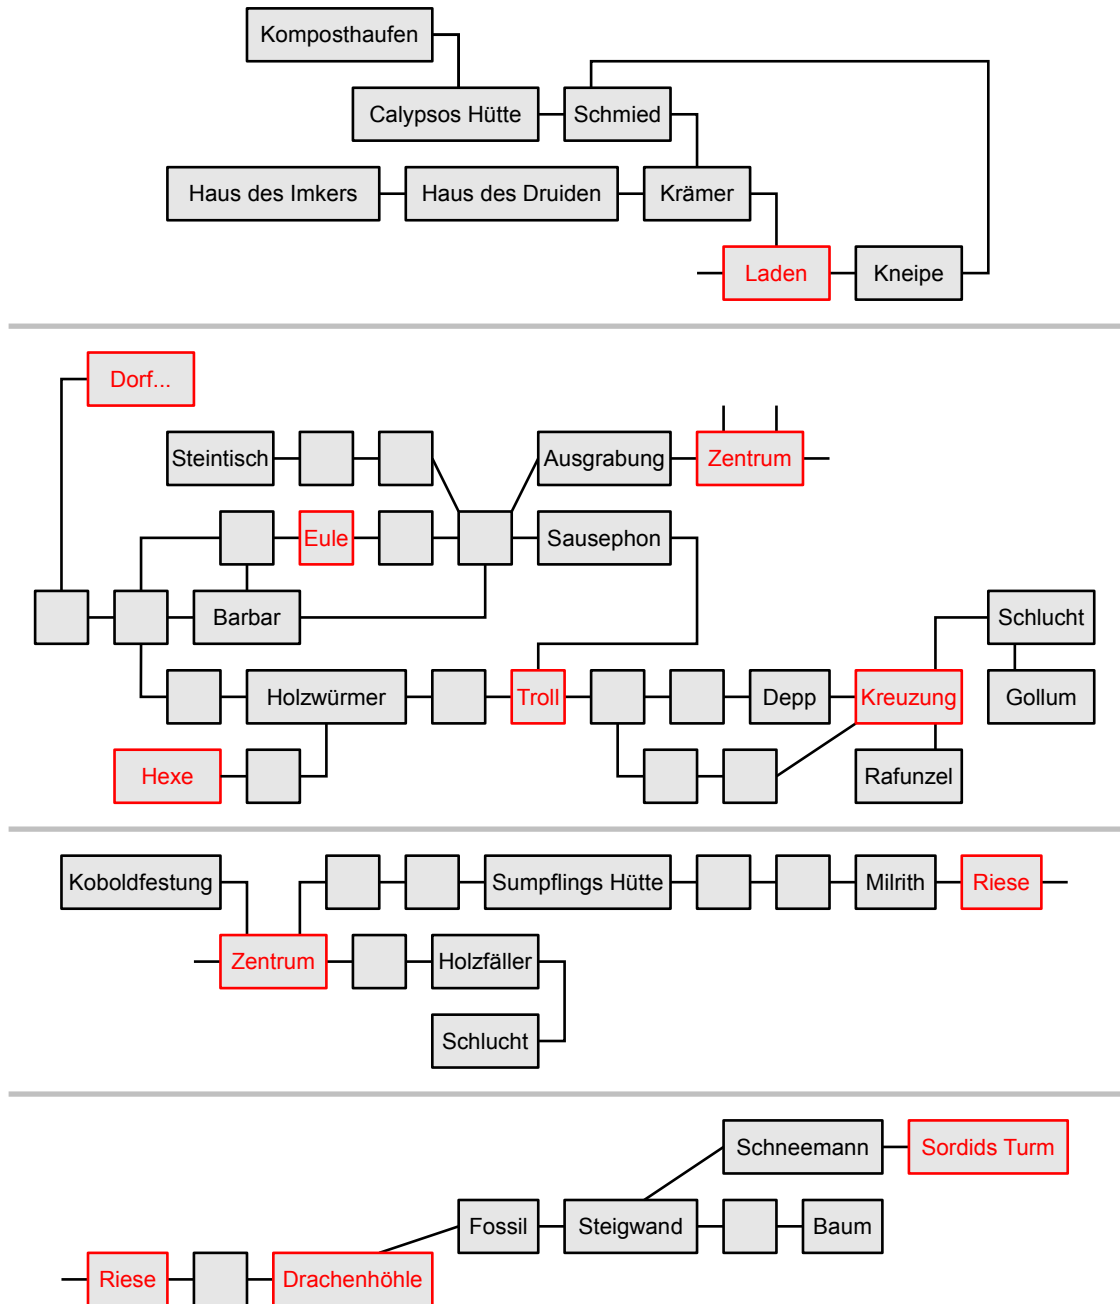 Komposthaufen
Calypsos Hütte
Schmied
Haus des Imkers
Haus des Druiden
Krämer
Laden
Kneipe
Dorf...
Steintisch
Ausgrabung
Zentrum
Eule
Sausephon
Barbar
Schlucht
Holzwürmer
Troll
Depp
Kreuzung
Gollum
Hexe
Rafunzel
Koboldfestung
Sumpflings Hütte
Milrith
Riese
Zentrum
Holzfäller
Schlucht
Schneemann
Sordids Turm
Fossil
Steigwand
Baum
Riese
Drachenhöhle